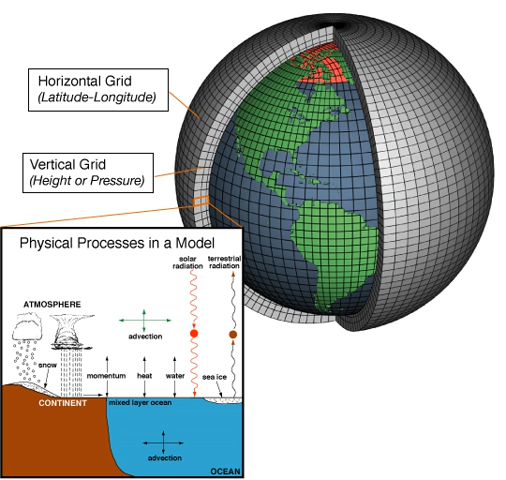 Horizontal Grid
(Latitude-Longitude)
Vertical Grid
(Height or Pressure)
Physical Processes in a Model
solar
radiation
terrestrial
radiation
ATMOSPHERE
advection
snow
momentum
heat
water
sea ice
CONTINENT
mixed layer ocean
advection
OCEAN